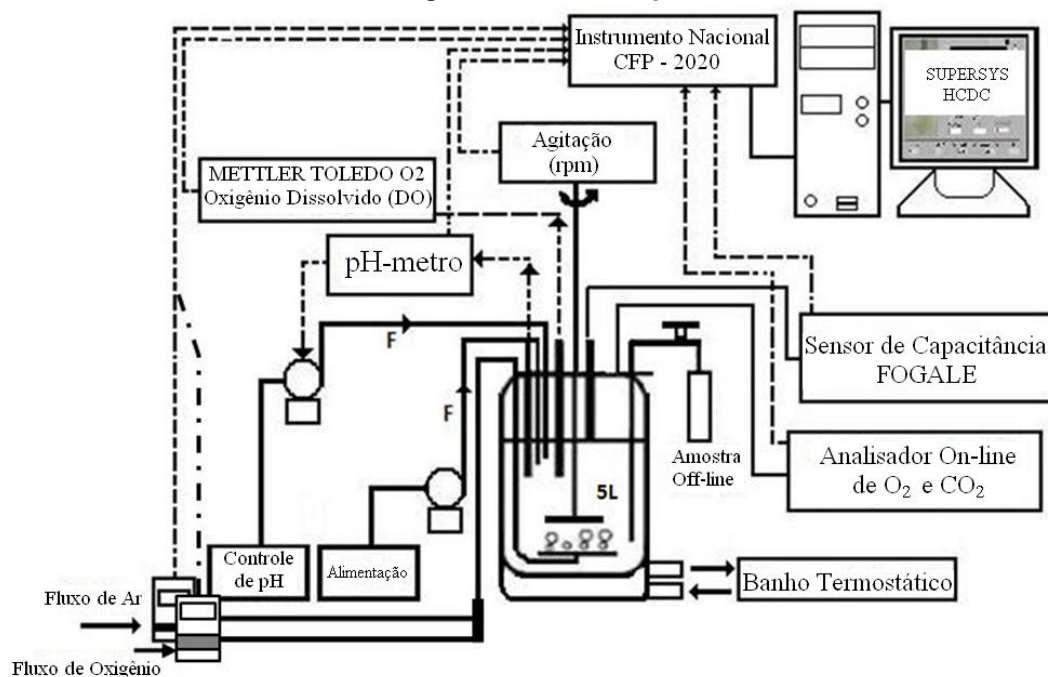 Instrumento Nacional
CFP - 2020
SUPERSYS
HCDC
Agitação
(rpm)
METTLER TOLEDO O2
Oxigênio Dissolvido (DO)
pH-metro
F
F
Sensor de Capacitância
FOGALE
Amostra
Off-line
5L
Analisador On-line
de O₂ e CO₂
Controle
de pH
Alimentação
Banho Termostático
Fluxo de Ar
Fluxo de Oxigênio